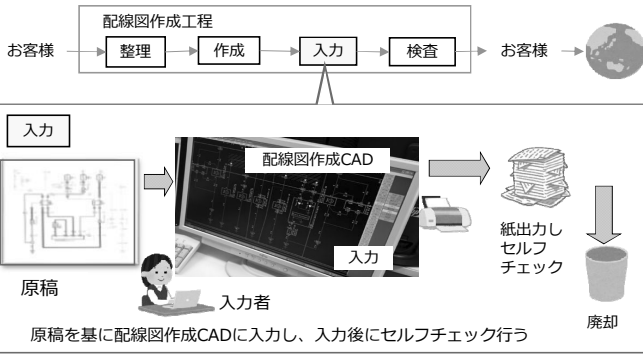 配線図作成工程
お客様
整理
作成
入力
検査
お客様
入力
配線図作成CAD
入力
原稿
入力者
紙出力し
セルフ
チェック
廃却
原稿を基に配線図作成CADに入力し、入力後にセルフチェック行う